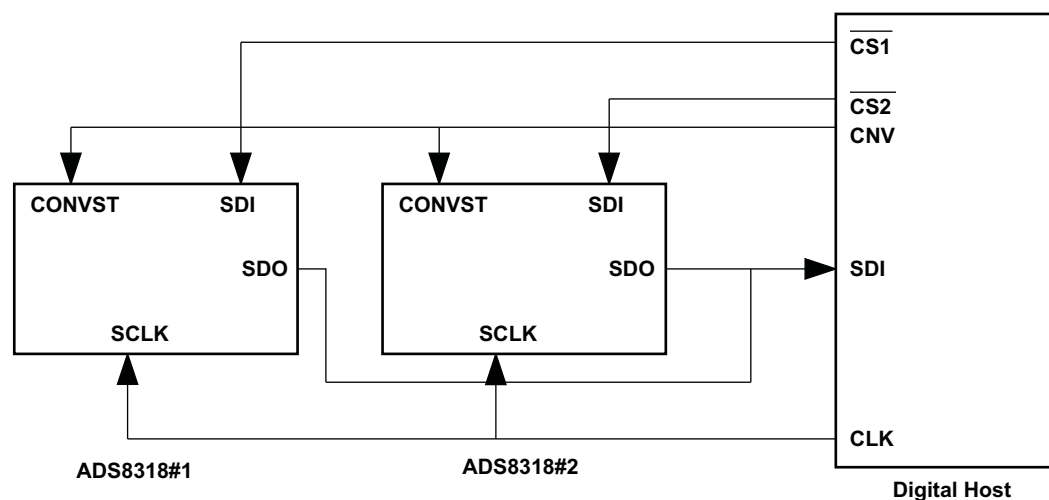 CS1
CS2
CNV
CONVST SDI
CONVST SDI
SDO
SDO
SDI
SCLK
SCLK
CLK
ADS8318#1
ADS8318#2
Digital Host